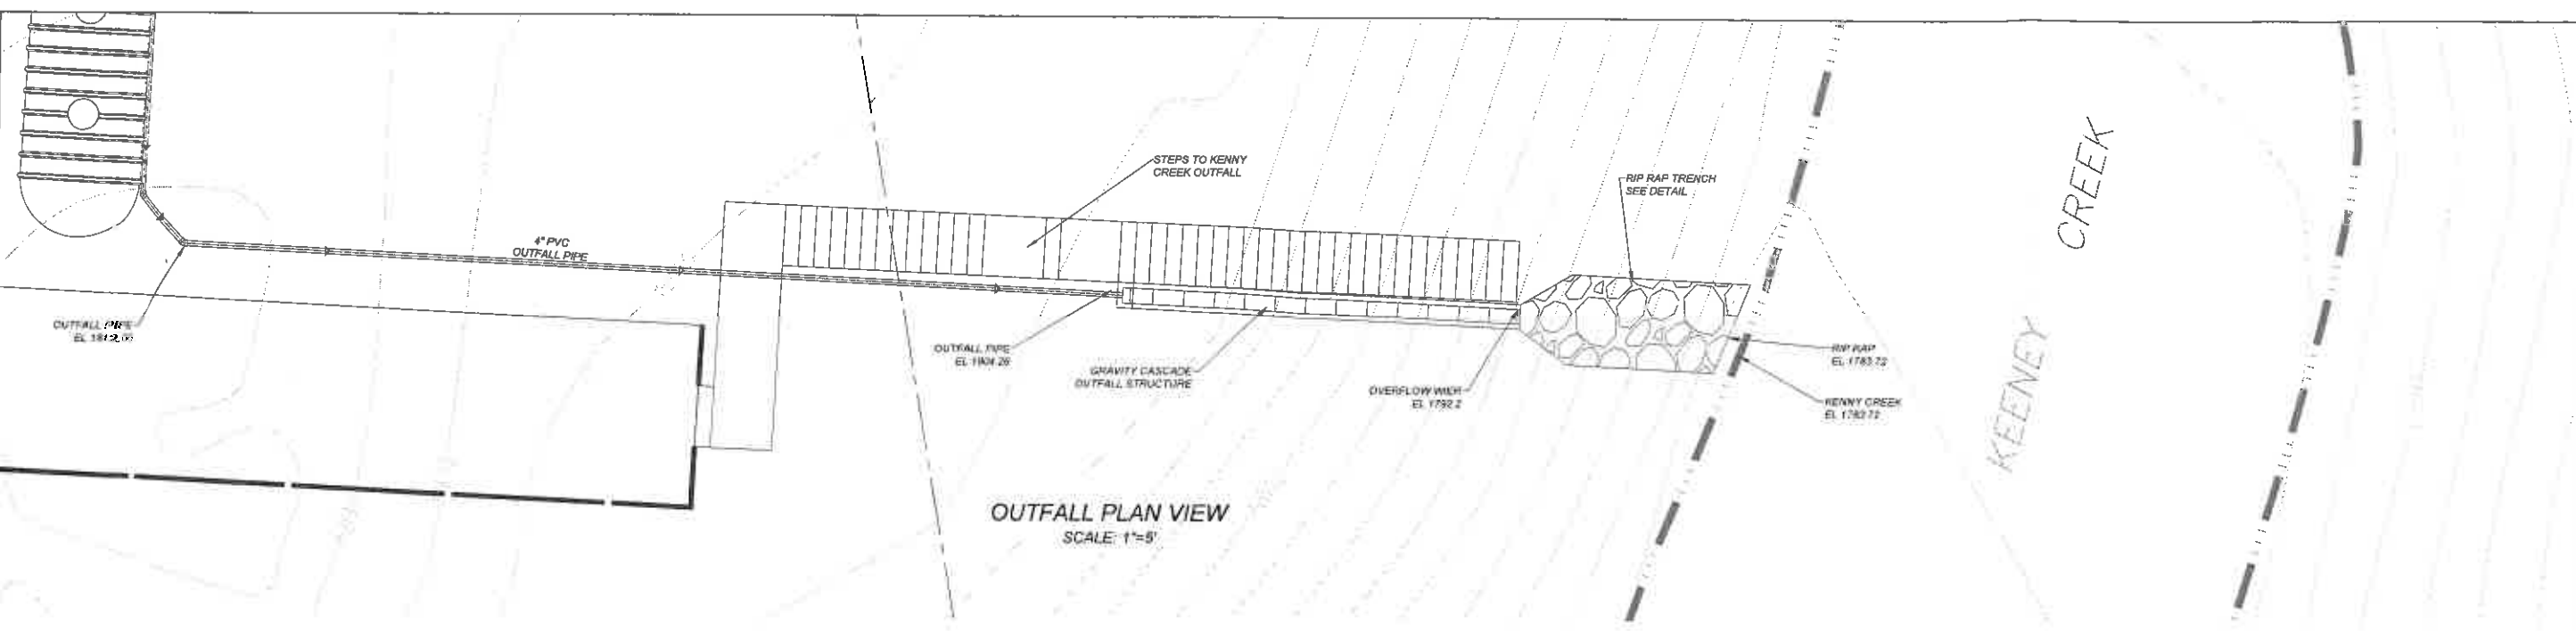 STEPS TO KENNY
CREEK OUTFALL
RIP RAP TRENCH
SEE DETAIL
CREEK
KEENEY
4" PVC
OUTFALL PIPE
OUTFALL PIPE
EL
OUTFALL PIPE
EL 1804.26
GRAVITY CASCADE
OUTFALL STRUCTURE
OVERFLOW WIER
EL 1792.2
RIP RAP
EL 1783.72
KENNY CREEK
EL 1783.72
OUTFALL PLAN VIEW
SCALE: 1"=5'